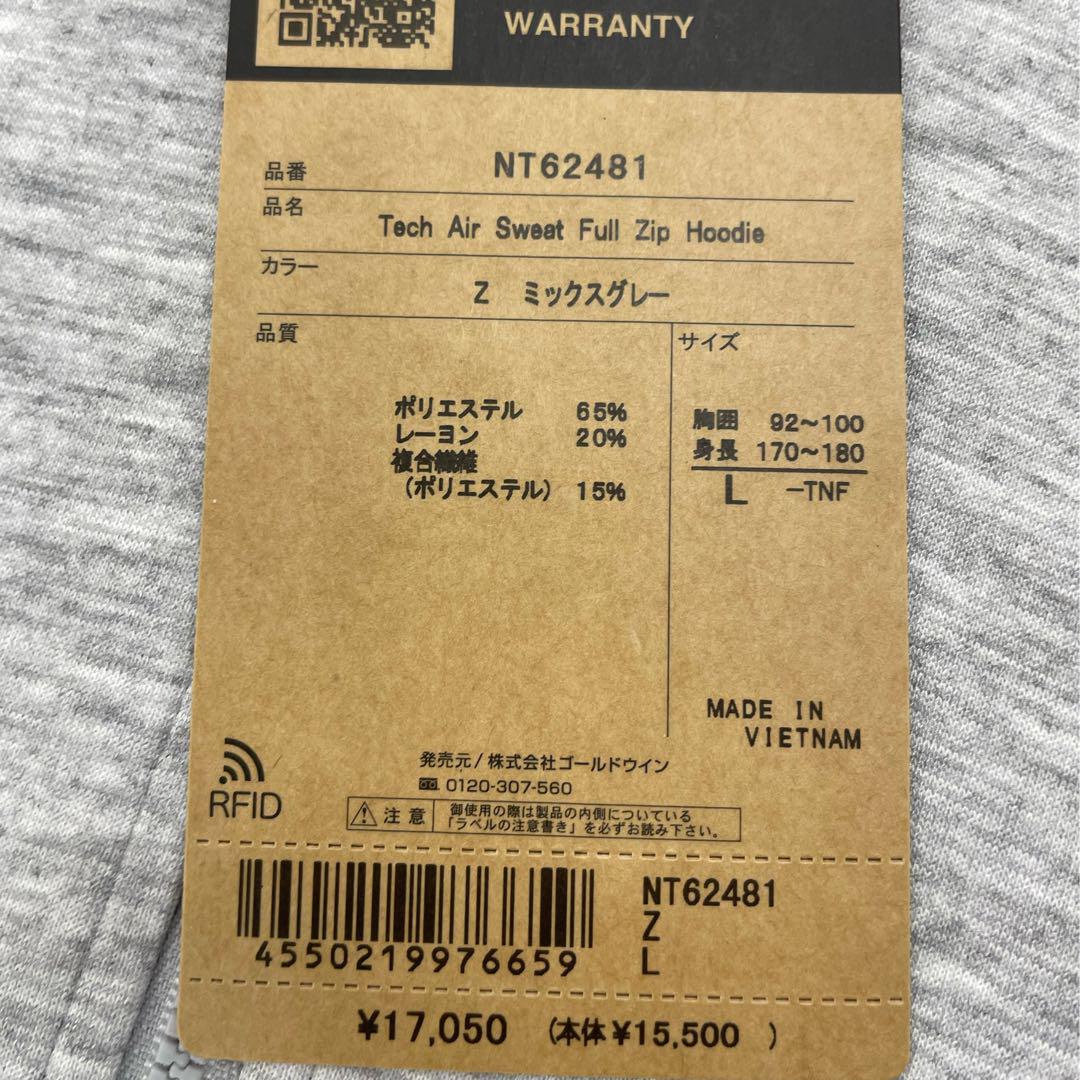 WARRANTY
品番 NT62481
品名 Tech Air Sweat Full Zip Hoodie
カラー Z ミックスグレー
品質
ポリエステル 65%
レーヨン 20%
複合繊維
(ポリエステル) 15%
サイズ
胸囲 92〜100
身長 170〜180
L -TNF
MADE IN
VIETNAM
RFID
発売元/株式会社ゴールドウイン
0120-307-560
注意
御使用の際は製品の内側についている
「ラベルの注意書き」を必ずお読み下さい。
4550219976659
NT62481
Z
L
¥17,050 (本体¥15,500 )